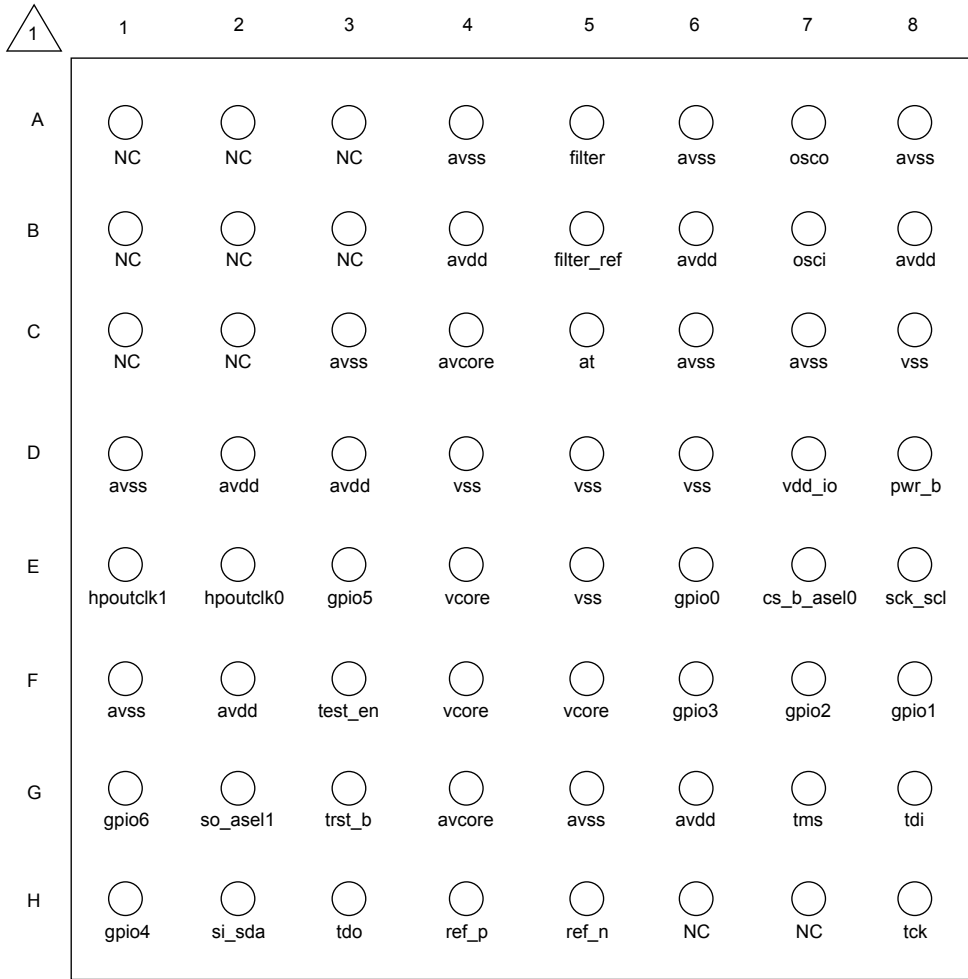 1 1 2 3 4 5 6 7 8
A
NC NC NC avss filter avss osco avss
B
NC NC NC avdd filter_ref avdd osci avdd
C
NC NC avss avcore at avss avss vss
D
avss avdd avdd vss vss vss vdd_io pwr_b
E
hpoutclk1 hpoutclk0 gpio5 vcore vss gpio0 cs_b_asel0 sck_scl
F
avss avdd test_en vcore vcore gpio3 gpio2 gpio1
G
gpio6 so_asel1 trst_b avcore avss avdd tms tdi
H
gpio4 si_sda tdo ref_p ref_n NC NC tck